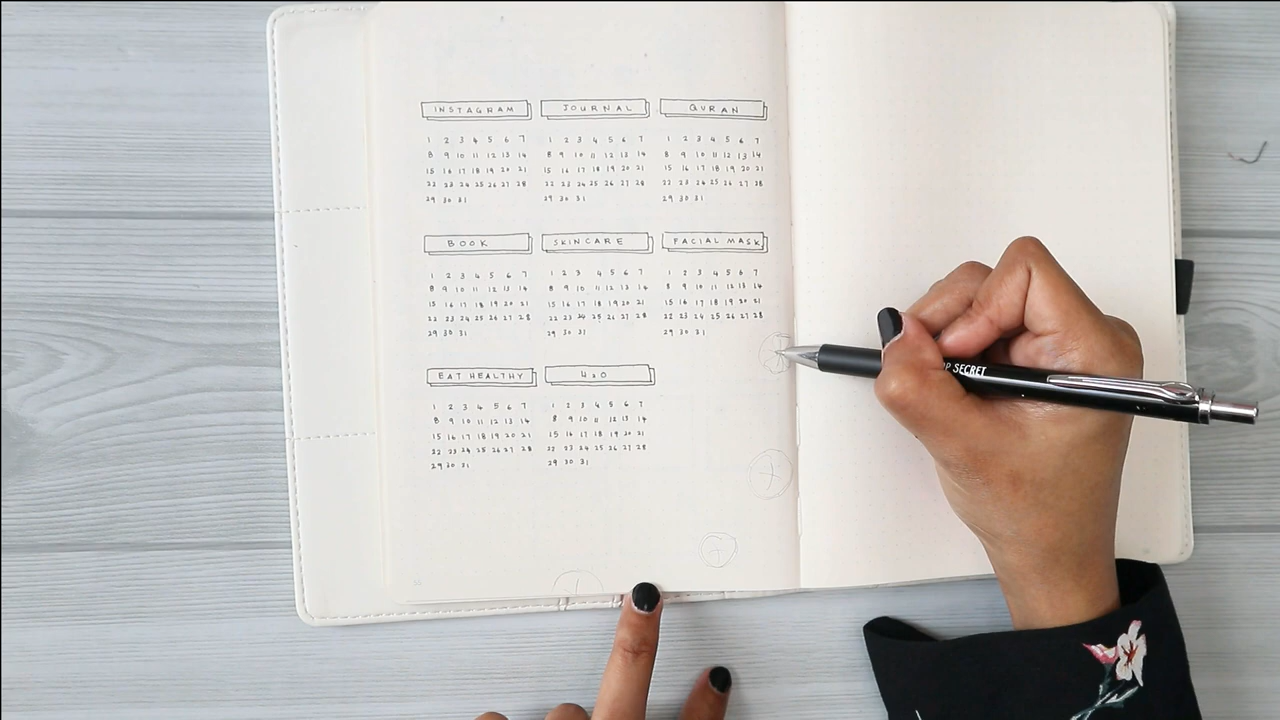 INSTAGRAM JOURNAL QURAN
1 2 3 4 5 6 7 1 2 3 4 5 6 7 1 2 3 4 5 6 7
8 9 10 11 12 13 14 8 9 10 11 12 13 14 8 9 10 11 12 13 14
15 16 17 18 19 20 21 15 16 17 18 19 20 21 15 16 17 18 19 20 21
22 23 24 25 26 27 28 22 23 24 25 26 27 28 22 23 24 25 26 27 28
29 30 31 29 30 31 29 30 31
BOOK SKINCARE FACIAL MASK
1 2 3 4 5 6 7 1 2 3 4 5 6 7 1 2 3 4 5 6 7
8 9 10 11 12 13 14 8 9 10 11 12 13 14 8 9 10 11 12 13 14
15 16 17 18 19 20 21 15 16 17 18 19 20 21 15 16 17 18 19 20 21
22 23 24 25 26 27 28 22 23 24 25 26 27 28 22 23 24 25 26 27 28
29 30 31 29 30 31 29 30 31
EAT HEALTHY H2O
1 2 3 4 5 6 7 1 2 3 4 5 6 7
8 9 10 11 12 13 14 8 9 10 11 12 13 14
15 16 17 18 19 20 21 15 16 17 18 19 20 21
22 23 24 25 26 27 28 22 23 24 25 26 27 28
29 30 31 29 30 31
SECRET